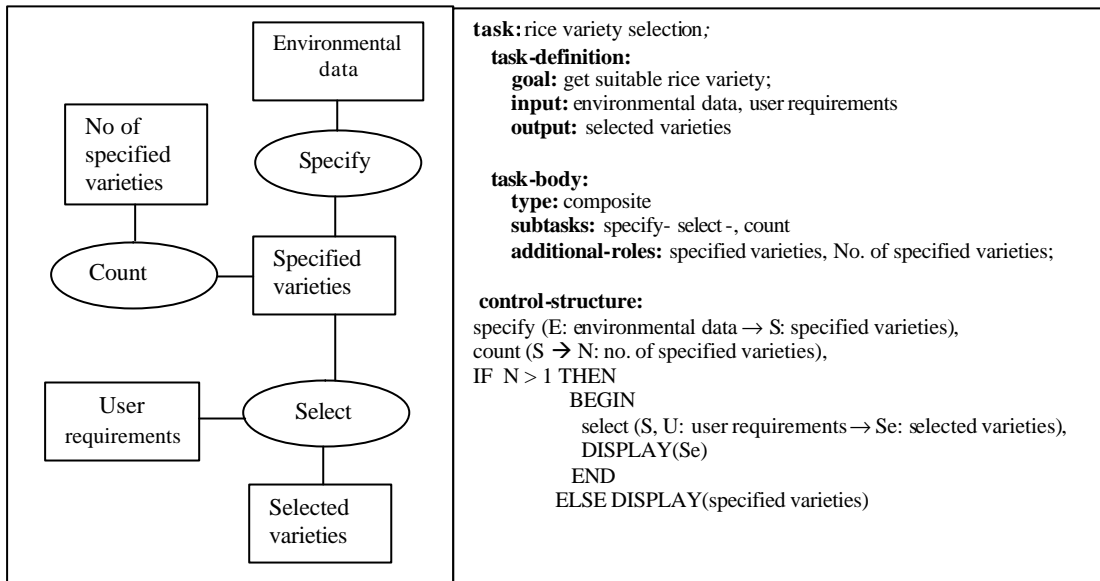 Environmental
data
No of
specified
varieties
Specify
Count
Specified
varieties
User
requirements
Select
Selected
varieties
task: rice variety selection;
task-definition:
goal: get suitable rice variety;
input: environmental data, user requirements
output: selected varieties
task-body:
type: composite
subtasks: specify- select -, count
additional-roles: specified varieties, No. of specified varieties;
control-structure:
specify (E: environmental data → S: specified varieties),
count (S → N: no. of specified varieties),
IF N > 1 THEN
BEGIN
select (S, U: user requirements → Se: selected varieties),
DISPLAY(Se)
END
ELSE DISPLAY(specified varieties)